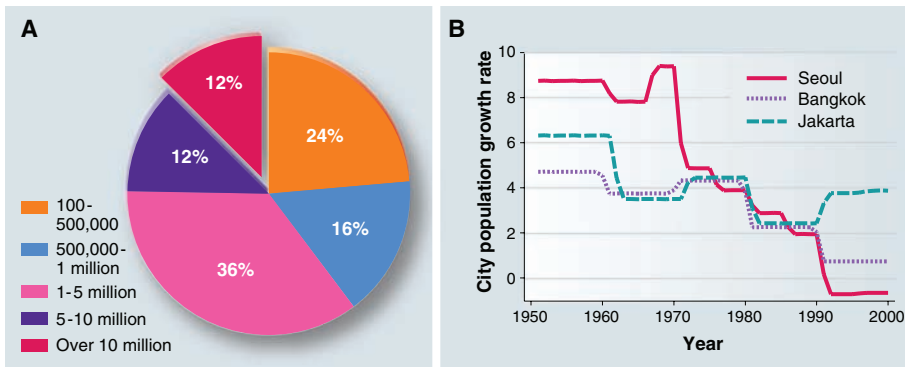 A
12%
24%
12%
16%
36%
100-
500,000
500,000-
1 million
1-5 million
5-10 million
Over 10 million
B
City population growth rate
10
8
6
4
2
0
Seoul
Bangkok
Jakarta
1950 1960 1970 1980 1990 2000
Year